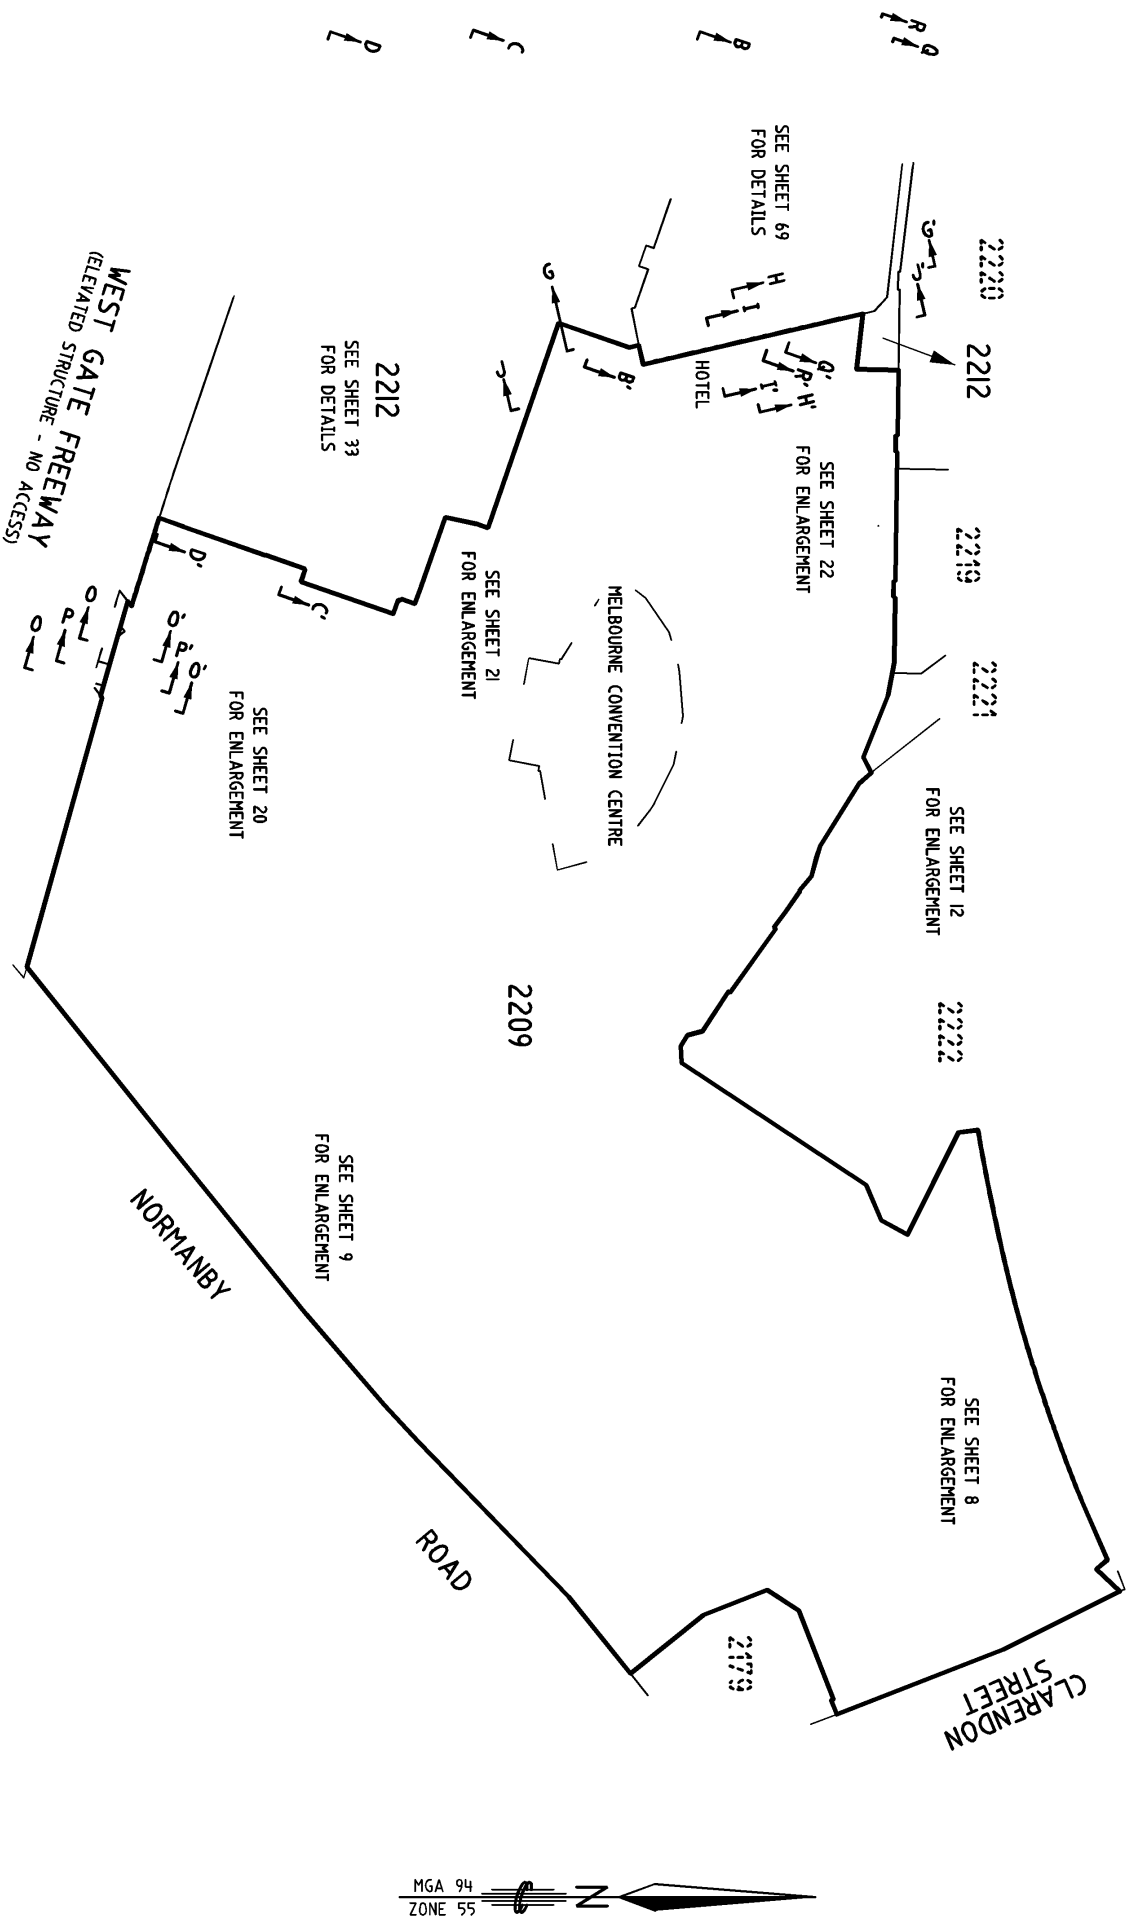 R
Q
B
C
D
SEE SHEET 69
FOR DETAILS
2220
G'
J'
2212
H
I
G
J
B'
HOTEL
Q'
R'
I'
H'
2212
SEE SHEET 33
FOR DETAILS
WEST GATE FREEWAY
(ELEVATED STRUCTURE - NO ACCESS)
SEE SHEET 22
FOR ENLARGEMENT
2219
2221
SEE SHEET 21
FOR ENLARGEMENT
MELBOURNE CONVENTION CENTRE
D'
C'
O
P
O
O'
P'
O'
SEE SHEET 20
FOR ENLARGEMENT
SEE SHEET 12
FOR ENLARGEMENT
2222
2209
SEE SHEET 9
FOR ENLARGEMENT
NORMANBY
ROAD
SEE SHEET 8
FOR ENLARGEMENT
2179
CLARENDON
STREET
MGA 94
ZONE 55
N